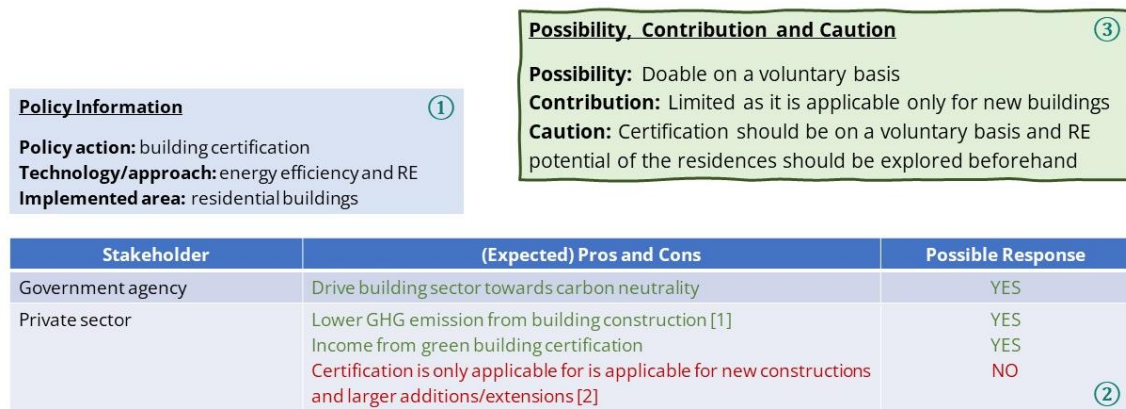 Possibility, Contribution and Caution ③
Possibility: Doable on a voluntary basis
Contribution: Limited as it is applicable only for new buildings
Caution: Certification should be on a voluntary basis and RE
potential of the residences should be explored beforehand
Policy Information ①
Policy action: building certification
Technology/approach: energy efficiency and RE
Implemented area: residential buildings
Stakeholder (Expected) Pros and Cons Possible Response
Government agency Drive building sector towards carbon neutrality YES
Private sector Lower GHG emission from building construction [1] YES
Income from green building certification YES
Certification is only applicable for is applicable for new constructions NO
and larger additions/extensions [2] ②